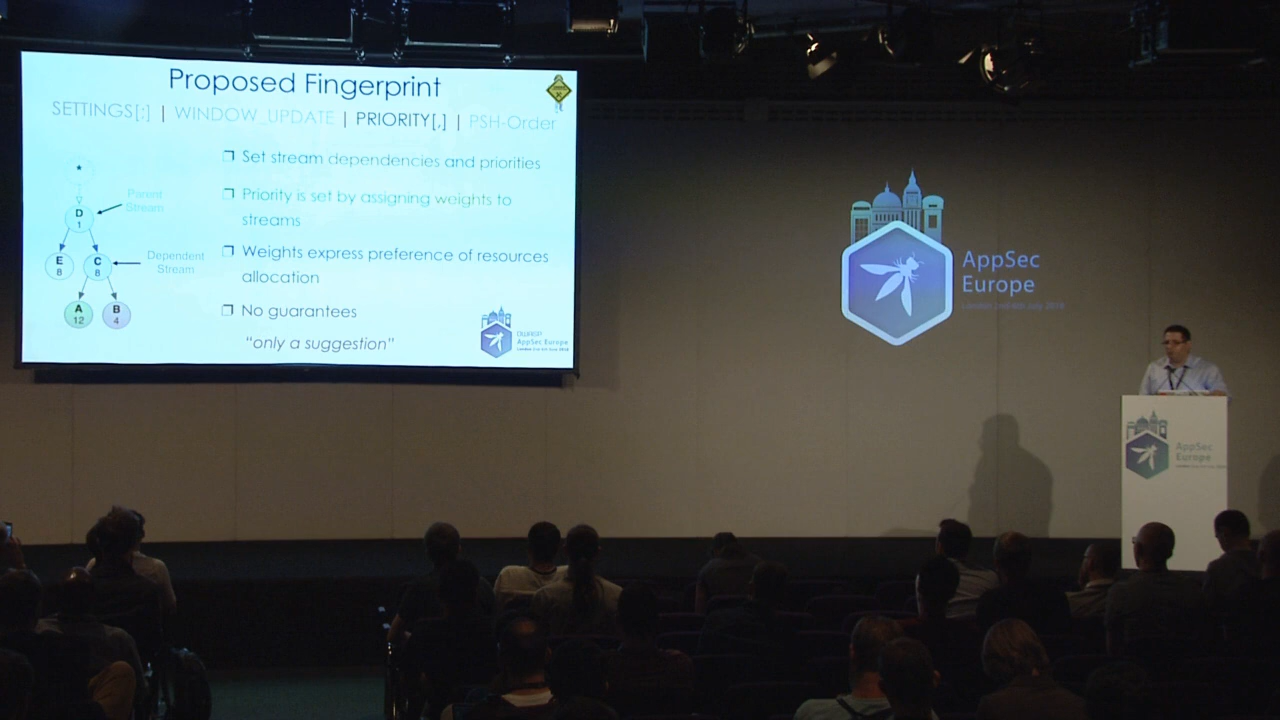 Proposed Fingerprint
SETTINGS[;] | WINDOW_UPDATE | PRIORITY[,] | PSH-Order
*
D
1
Parent
Stream
E
8
C
8
Dependent
Stream
A
12
B
4
❒ Set stream dependencies and priorities
❒ Priority is set by assigning weights to
streams
❒ Weights express preference of resources
allocation
❒ No guarantees
"only a suggestion"
OWASP
AppSec Europe
AppSec
Europe
AppSec
Europe